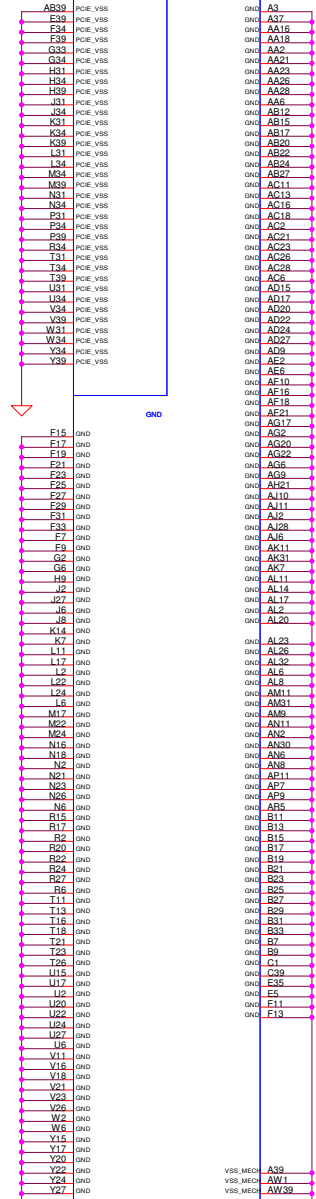 AB39 PCIE_VSS
E39 PCIE_VSS
F34 PCIE_VSS
F39 PCIE_VSS
G33 PCIE_VSS
G34 PCIE_VSS
H31 PCIE_VSS
H34 PCIE_VSS
H39 PCIE_VSS
J31 PCIE_VSS
J34 PCIE_VSS
K31 PCIE_VSS
K34 PCIE_VSS
K39 PCIE_VSS
L31 PCIE_VSS
L34 PCIE_VSS
M34 PCIE_VSS
M39 PCIE_VSS
N31 PCIE_VSS
N34 PCIE_VSS
P31 PCIE_VSS
P34 PCIE_VSS
P39 PCIE_VSS
R34 PCIE_VSS
T31 PCIE_VSS
T34 PCIE_VSS
T39 PCIE_VSS
U31 PCIE_VSS
U34 PCIE_VSS
V34 PCIE_VSS
V39 PCIE_VSS
W31 PCIE_VSS
W34 PCIE_VSS
Y34 PCIE_VSS
Y39 PCIE_VSS
GND
F15 GND
F17 GND
F19 GND
F21 GND
F23 GND
F25 GND
F27 GND
F29 GND
F31 GND
F33 GND
F7 GND
F9 GND
G2 GND
G6 GND
H9 GND
J2 GND
J27 GND
J6 GND
J8 GND
K14 GND
K7 GND
L11 GND
L17 GND
L2 GND
L22 GND
L24 GND
L6 GND
M17 GND
M22 GND
M24 GND
N16 GND
N18 GND
N2 GND
N21 GND
N23 GND
N26 GND
N6 GND
R15 GND
R17 GND
R2 GND
R20 GND
R22 GND
R24 GND
R27 GND
R6 GND
T11 GND
T13 GND
T16 GND
T18 GND
T21 GND
T23 GND
T26 GND
U15 GND
U17 GND
U2 GND
U20 GND
U22 GND
U24 GND
U27 GND
U6 GND
V11 GND
V16 GND
V18 GND
V21 GND
V23 GND
V26 GND
W2 GND
W6 GND
Y15 GND
Y17 GND
Y20 GND
Y22 GND
Y24 GND
Y27 GND
GND A3
GND A37
GND AA16
GND AA18
GND AA2
GND AA21
GND AA23
GND AA26
GND AA28
GND AA6
GND AB12
GND AB15
GND AB17
GND AB20
GND AB22
GND AB24
GND AB27
GND AC11
GND AC13
GND AC16
GND AC18
GND AC2
GND AC21
GND AC23
GND AC26
GND AC28
GND AC6
GND AD15
GND AD17
GND AD20
GND AD22
GND AD24
GND AD27
GND AD9
GND AE2
GND AE6
GND AF10
GND AF16
GND AF18
GND AF21
GND AG17
GND AG2
GND AG20
GND AG22
GND AG6
GND AG9
GND AH21
GND AJ10
GND AJ11
GND AJ2
GND AJ28
GND AJ6
GND AK11
GND AK31
GND AK7
GND AL11
GND AL14
GND AL17
GND AL2
GND AL20
GND AL23
GND AL26
GND AL32
GND AL6
GND AL8
GND AM11
GND AM31
GND AM9
GND AN11
GND AN2
GND AN30
GND AN6
GND AN8
GND AP11
GND AP7
GND AP9
GND AR5
GND B11
GND B13
GND B15
GND B17
GND B19
GND B21
GND B23
GND B25
GND B27
GND B29
GND B31
GND B33
GND B7
GND B9
GND C1
GND C39
GND E35
GND E5
GND F11
GND F13
VSS_MECH A39
VSS_MECH AW1
VSS_MECH AW39